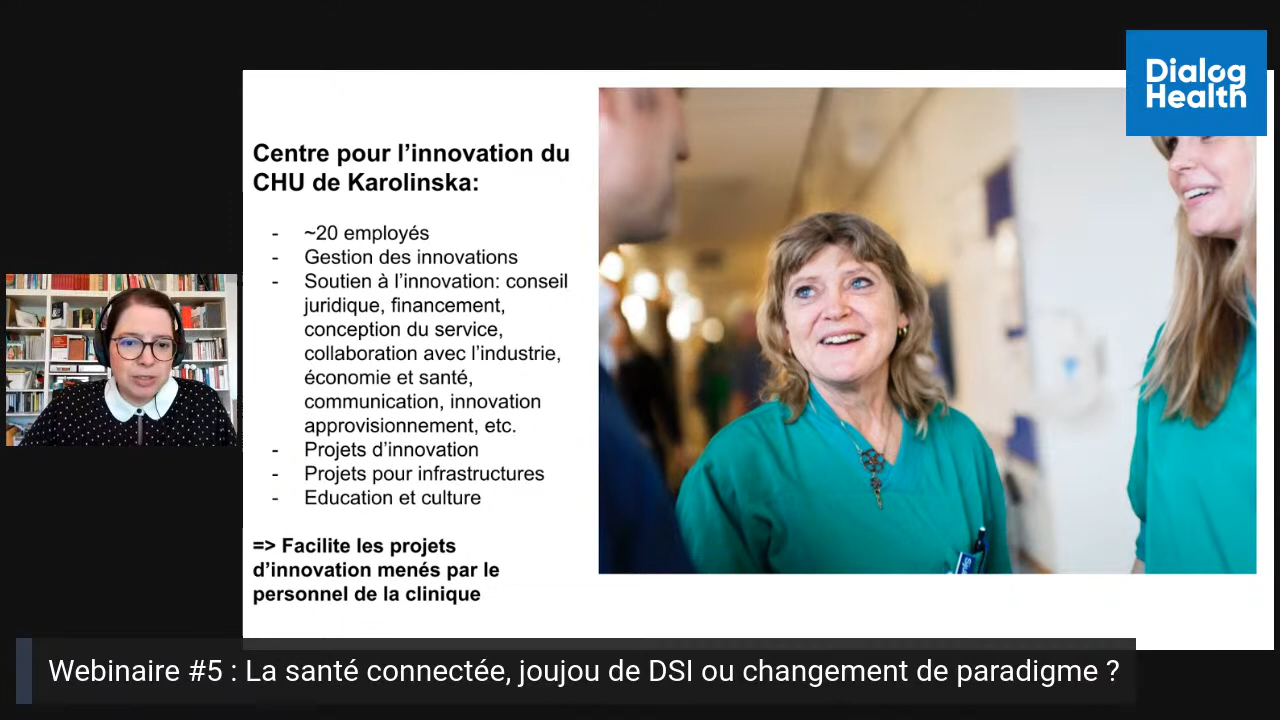 Dialog
Health
Centre pour l’innovation du
CHU de Karolinska:
- ~20 employés
- Gestion des innovations
- Soutien à l’innovation: conseil
juridique, financement,
conception du service,
collaboration avec l’industrie,
économie et santé,
communication, innovation
approvisionnement, etc.
- Projets d’innovation
- Projets pour infrastructures
- Education et culture
=> Facilite les projets
d’innovation menés par le
personnel de la clinique
Webinaire #5 : La santé connectée, joujou de DSI ou changement de paradigme ?